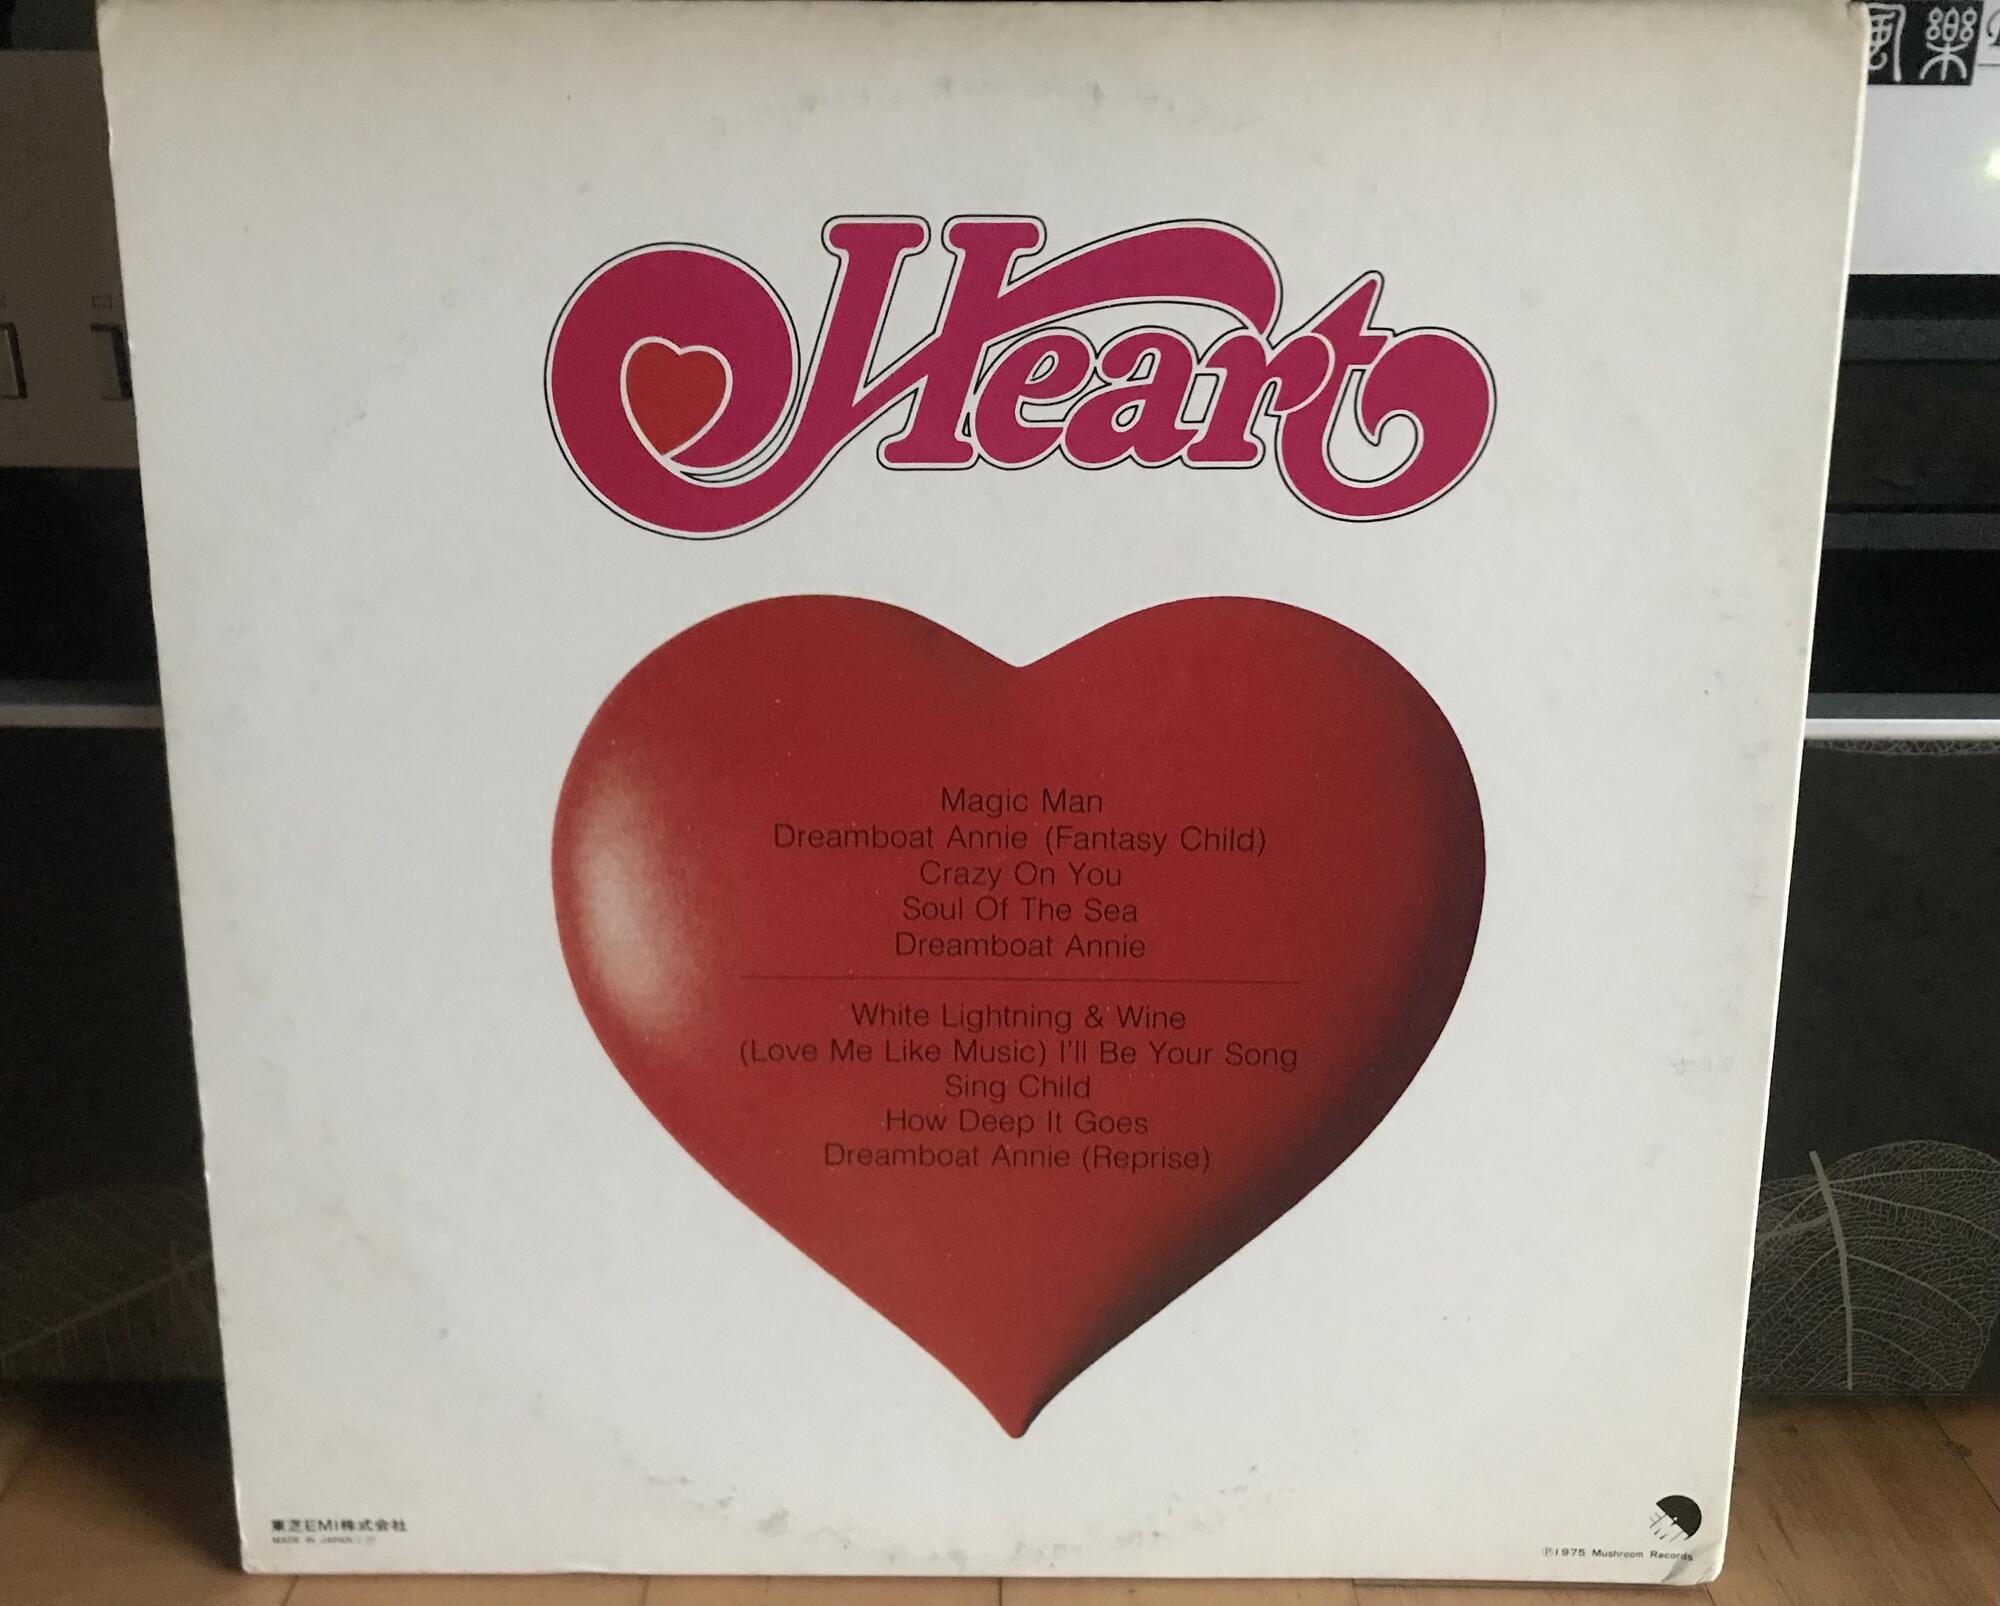 樂
Heart
Magic Man
Dreamboat Annie (Fantasy Child)
Crazy On You
Soul Of The Sea
Dreamboat Annie
White Lightning & Wine
(Love Me Like Music) I'll Be Your Song
Sing Child
How Deep It Goes
Dreamboat Annie (Reprise)
東芝EMI株式会社
MADE IN JAPAN
℗1975 Mushroom Records